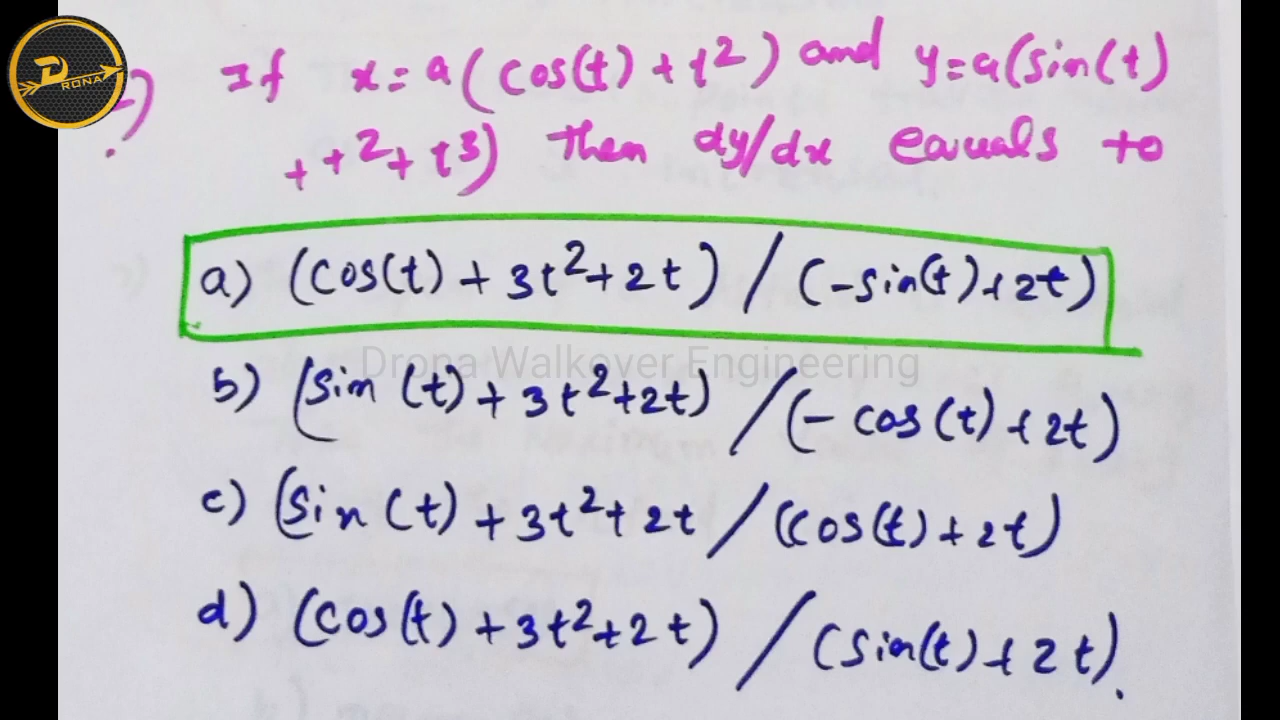 DRONA
If x=a(cos(t)+t2) and y=a(sin(t)
+t2+t3) then dy/dx equals to
a) (cos(t)+3t2+2t)/(-sin(t)+2t)
Drona Walkover Engineering
b) (sin(t)+3t2+2t)/(-cos(t)+2t)
c) (sin(t)+3t2+2t/(cos(t)+2t)
d) (cos(t)+3t2+2t)/(sin(t)+2t).